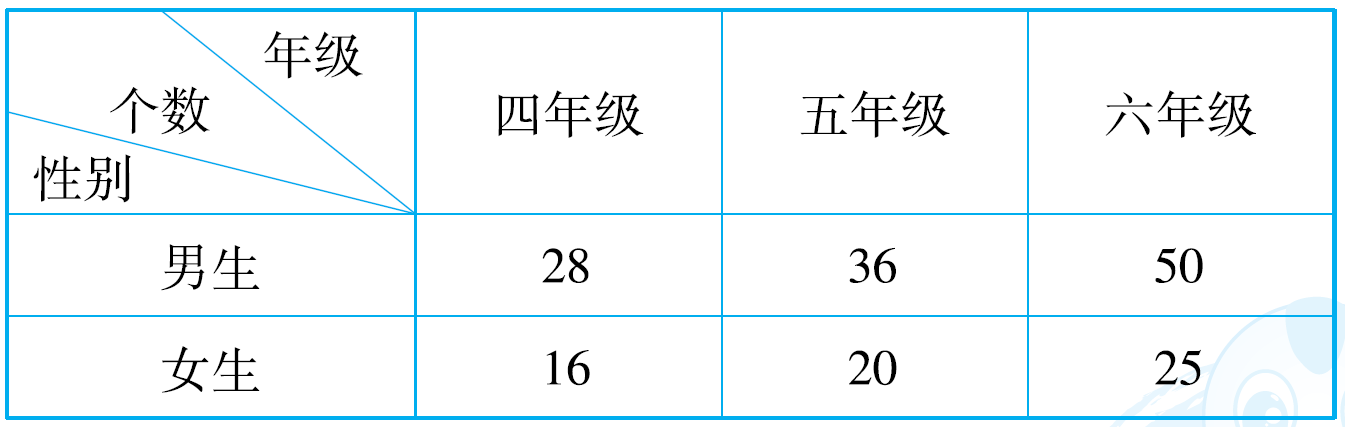 年级
个数
性别
四年级 五年级 六年级
男生 28 36 50
女生 16 20 25